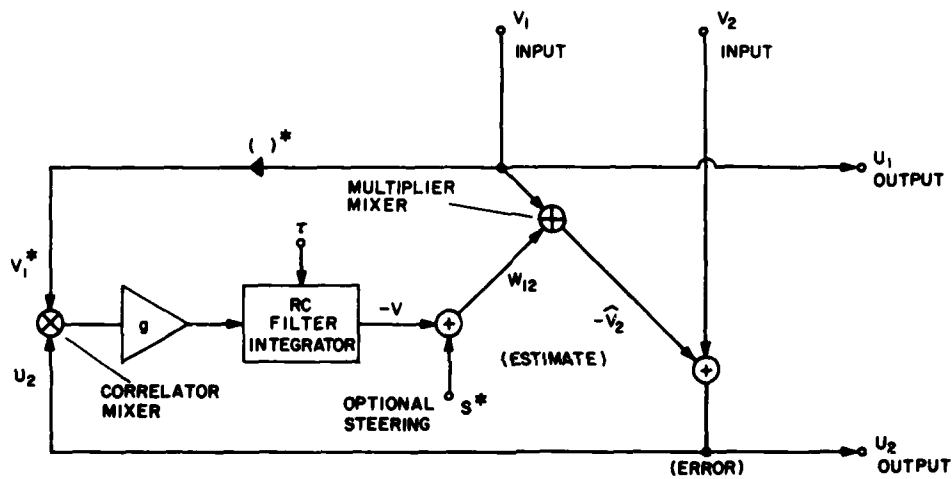 V₁
INPUT
V₂
INPUT
( )*
U₁
OUTPUT
MULTIPLIER
MIXER
τ
V₁*
W₁₂
g
RC
FILTER
INTEGRATOR
-V
-V̂₂
(ESTIMATE)
U₂
CORRELATOR
MIXER
OPTIONAL
STEERING
S*
(ERROR)
U₂
OUTPUT